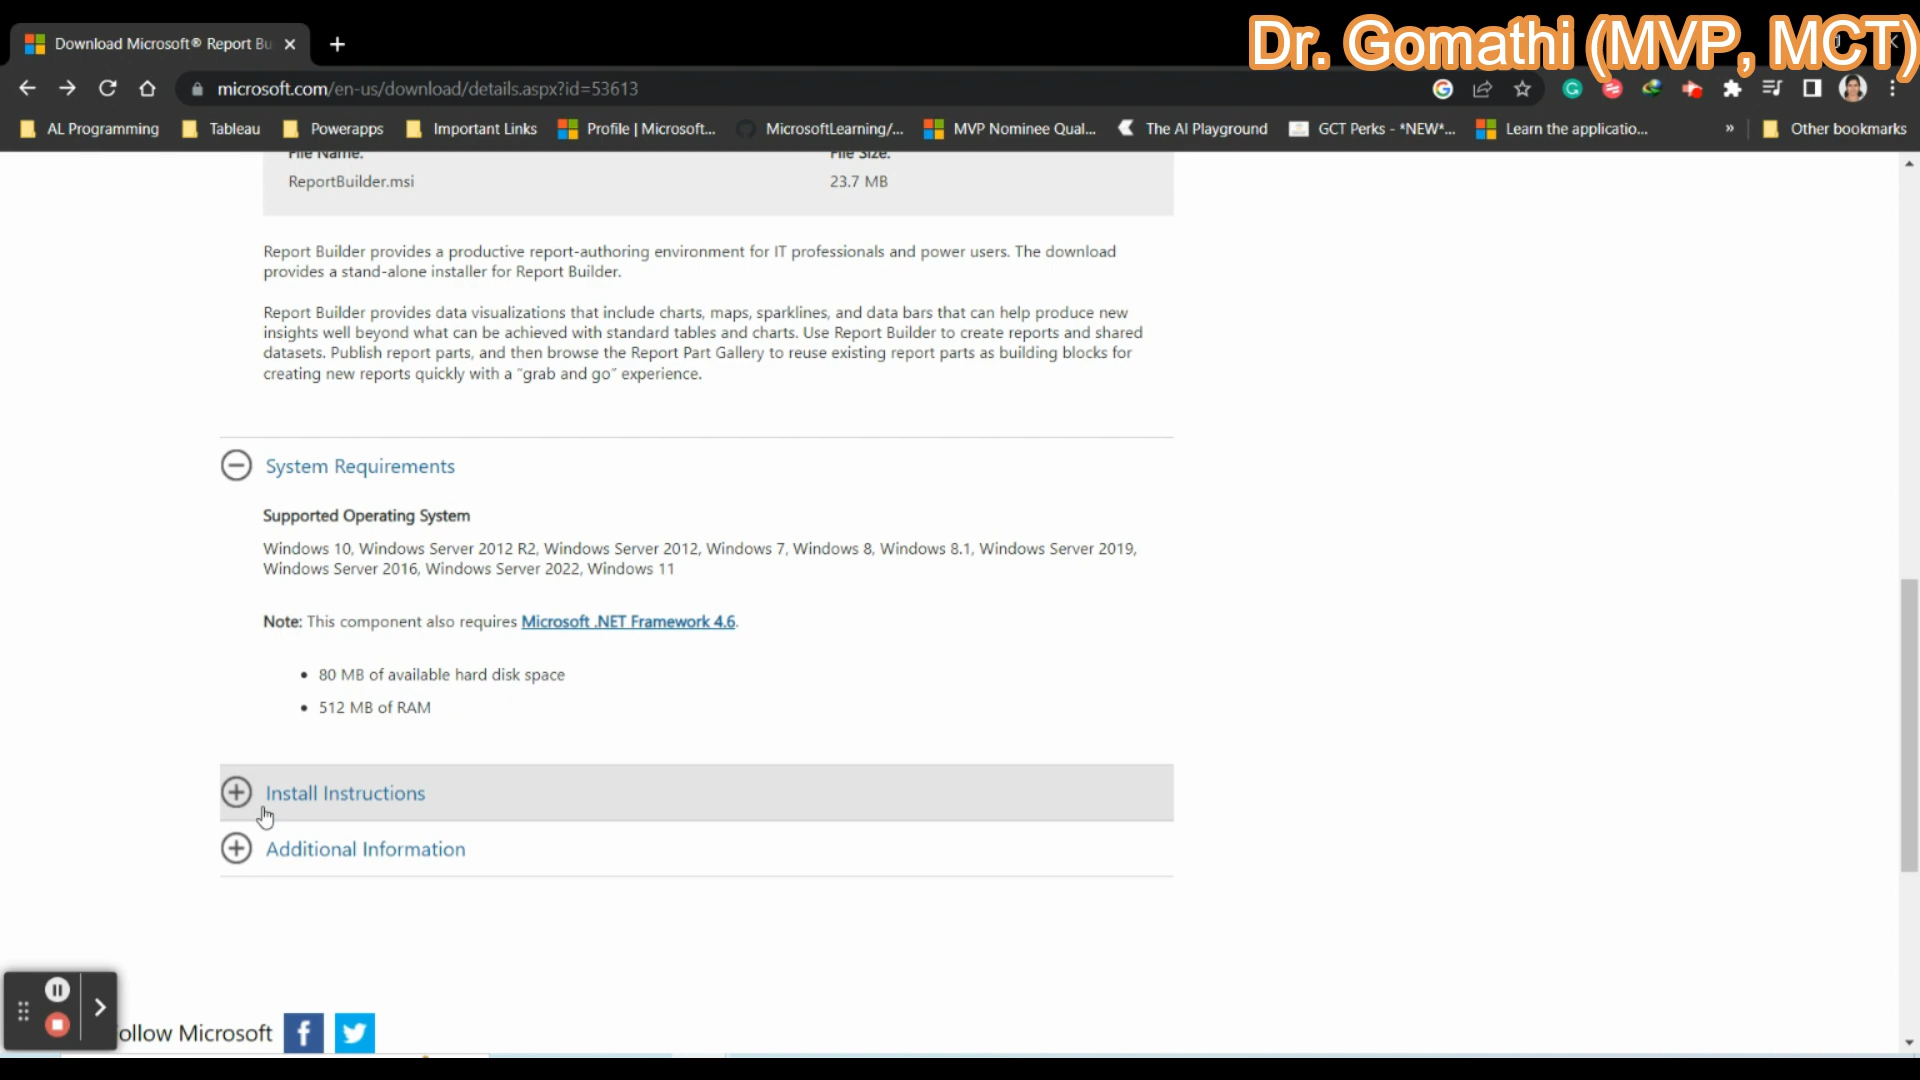 Dr. Gomathi (MVP, MCT)
Download Microsoft® Report Bu
microsoft.com/en-us/download/details.aspx?id=53613
AL Programming
Tableau
Powerapps
Important Links
Profile | Microsoft...
MicrosoftLearning/...
MVP Nominee Qual...
The AI Playground
GCT Perks - *NEW*...
Learn the applicatio...
»
Other bookmarks
File Name:
File Size:
ReportBuilder.msi
23.7 MB
Report Builder provides a productive report-authoring environment for IT professionals and power users. The download
provides a stand-alone installer for Report Builder.
Report Builder provides data visualizations that include charts, maps, sparklines, and data bars that can help produce new
insights well beyond what can be achieved with standard tables and charts. Use Report Builder to create reports and shared
datasets. Publish report parts, and then browse the Report Part Gallery to reuse existing report parts as building blocks for
creating new reports quickly with a “grab and go” experience.
System Requirements
Supported Operating System
Windows 10, Windows Server 2012 R2, Windows Server 2012, Windows 7, Windows 8, Windows 8.1, Windows Server 2019,
Windows Server 2016, Windows Server 2022, Windows 11
Note: This component also requires Microsoft .NET Framework 4.6.
• 80 MB of available hard disk space
• 512 MB of RAM
Install Instructions
Additional Information
ollow Microsoft